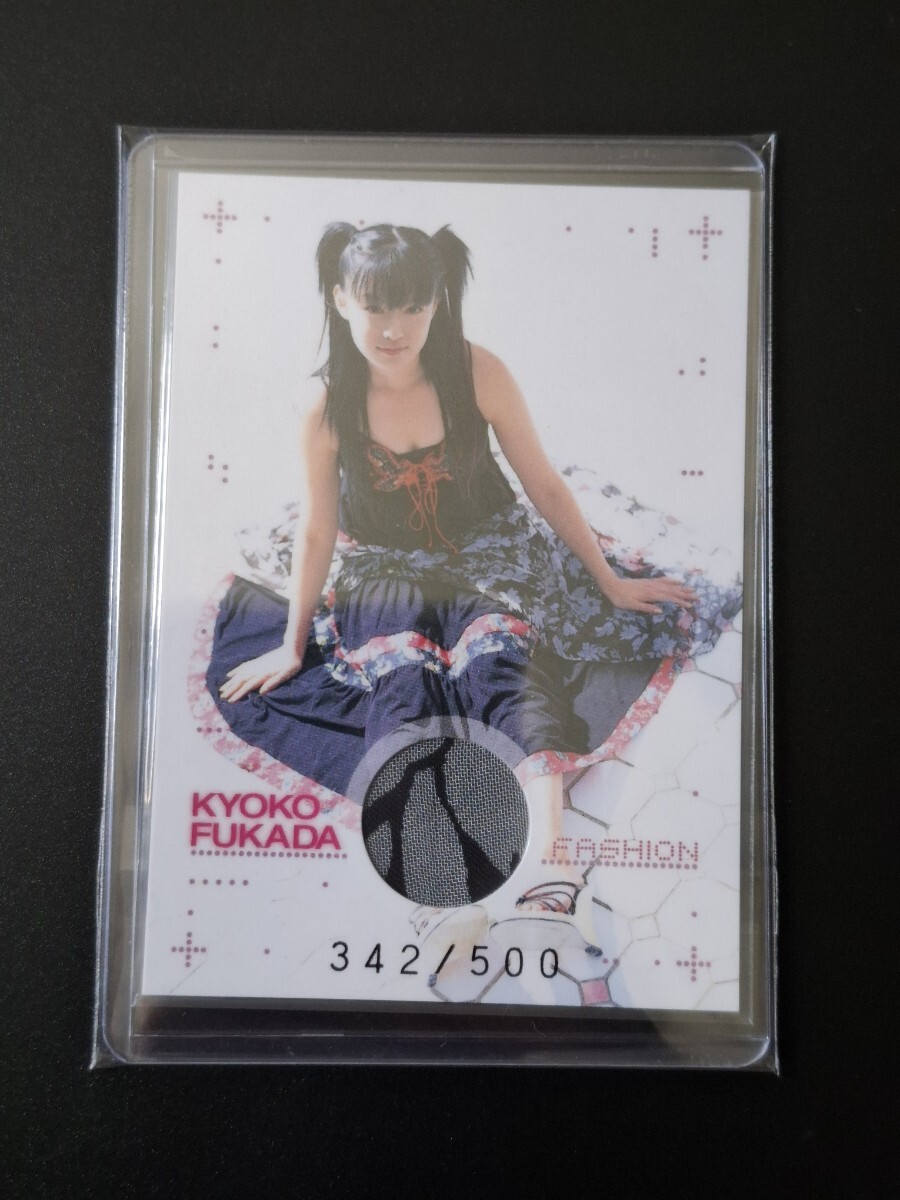 KYOKO
FUKADA
FASHION
342/500